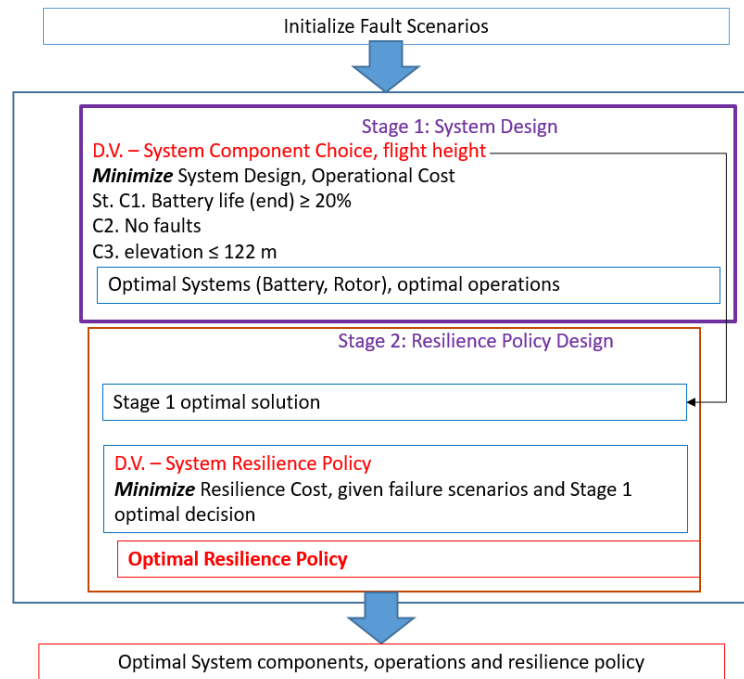 Initialize Fault Scenarios
Stage 1: System Design
D.V. – System Component Choice, flight height
Minimize System Design, Operational Cost
St. C1. Battery life (end) ≥ 20%
C2. No faults
C3. elevation ≤ 122 m
Optimal Systems (Battery, Rotor), optimal operations
Stage 2: Resilience Policy Design
Stage 1 optimal solution
D.V. – System Resilience Policy
Minimize Resilience Cost, given failure scenarios and Stage 1
optimal decision
Optimal Resilience Policy
Optimal System components, operations and resilience policy